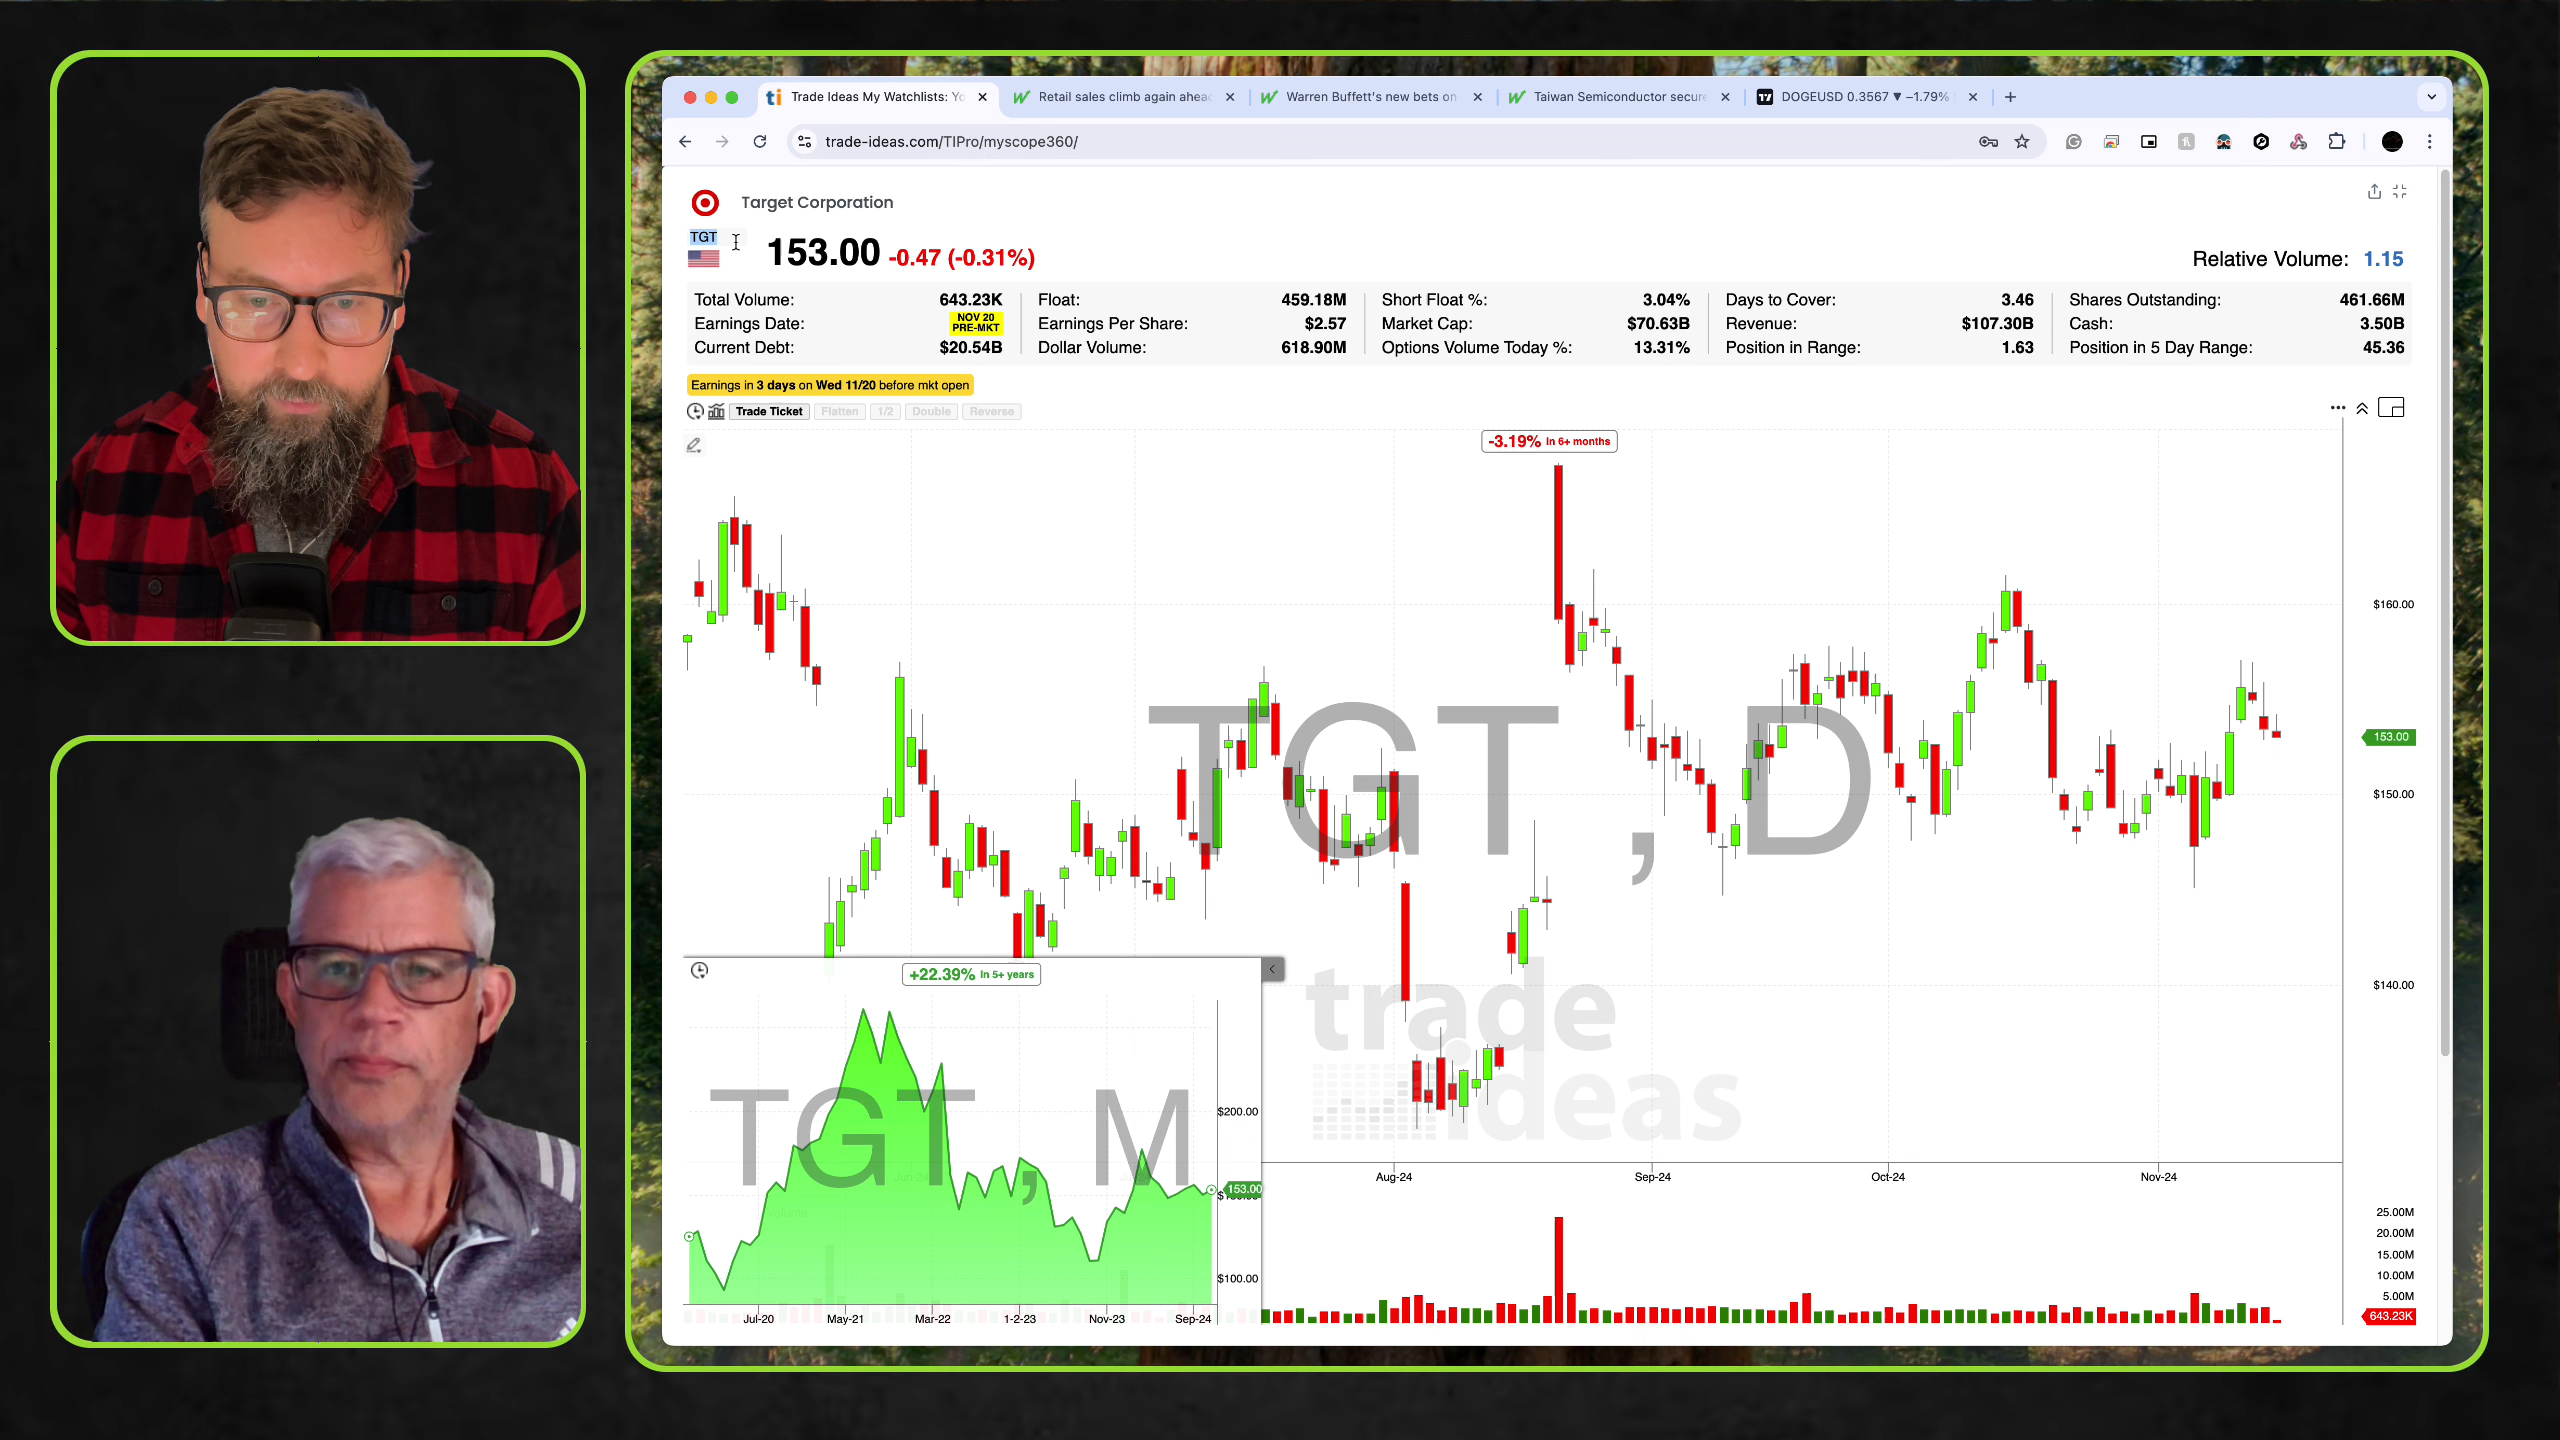 Trade Ideas My Watchlists: Yo
Retail sales climb again ahead
Warren Buffett's new bets on
Taiwan Semiconductor secure
DOGEUSD 0.3567 ▼ −1.79%
trade-ideas.com/TIPro/myscope360/
Target Corporation
TGT
153.00 -0.47 (-0.31%)
Relative Volume: 1.15
Total Volume: 643.23K Float: 459.18M Short Float %: 3.04% Days to Cover: 3.46 Shares Outstanding: 461.66M
Earnings Date: NOV 20 PRE-MKT Earnings Per Share: $2.57 Market Cap: $70.63B Revenue: $107.30B Cash: 3.50B
Current Debt: $20.54B Dollar Volume: 618.90M Options Volume Today %: 13.31% Position in Range: 1.63 Position in 5 Day Range: 45.36
Earnings in 3 days on Wed 11/20 before mkt open
Trade Ticket Flatten 1/2 Double Reverse
-3.19% In 6+ months
$160.00
TGT , D
153.00
$150.00
$140.00
trade
ideas
+22.39% In 5+ years
TGT , M
$200.00
153.00
$100.00
Jun-24
Volume
Jul-20 May-21 Mar-22 1-2-23 Nov-23 Sep-24
Aug-24 Sep-24 Oct-24 Nov-24
25.00M
20.00M
15.00M
10.00M
5.00M
643.23K